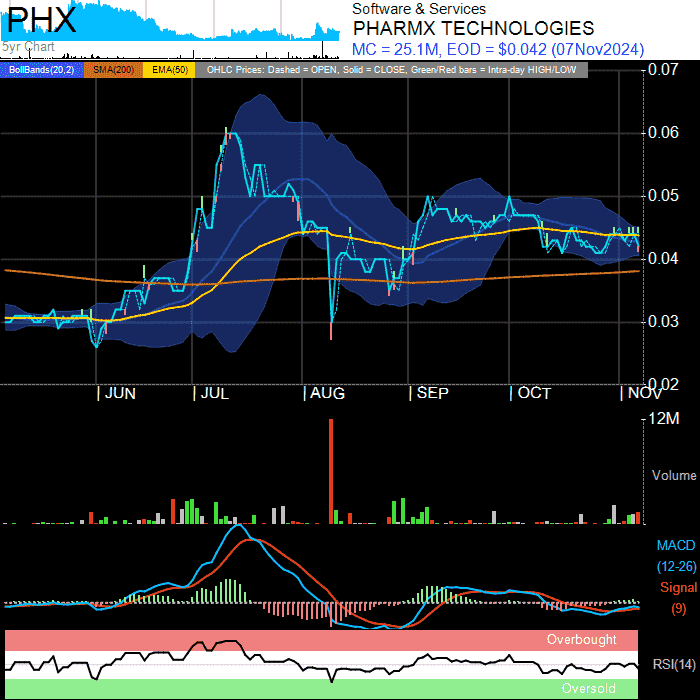 PHX
5yr Chart
Software & Services
PHARMX TECHNOLOGIES
MC = 25.1M, EOD = $0.042 (07Nov2024)
BollBands(20,2) SMA(200) EMA(50) OHLC Prices: Dashed = OPEN, Solid = CLOSE, Green/Red bars = Intra-day HIGH/LOW
0.07
0.06
0.05
0.04
0.03
0.02
JUN JUL AUG SEP OCT NOV
12M
Volume
MACD
(12-26)
Signal
(9)
Overbought
RSI(14)
Oversold